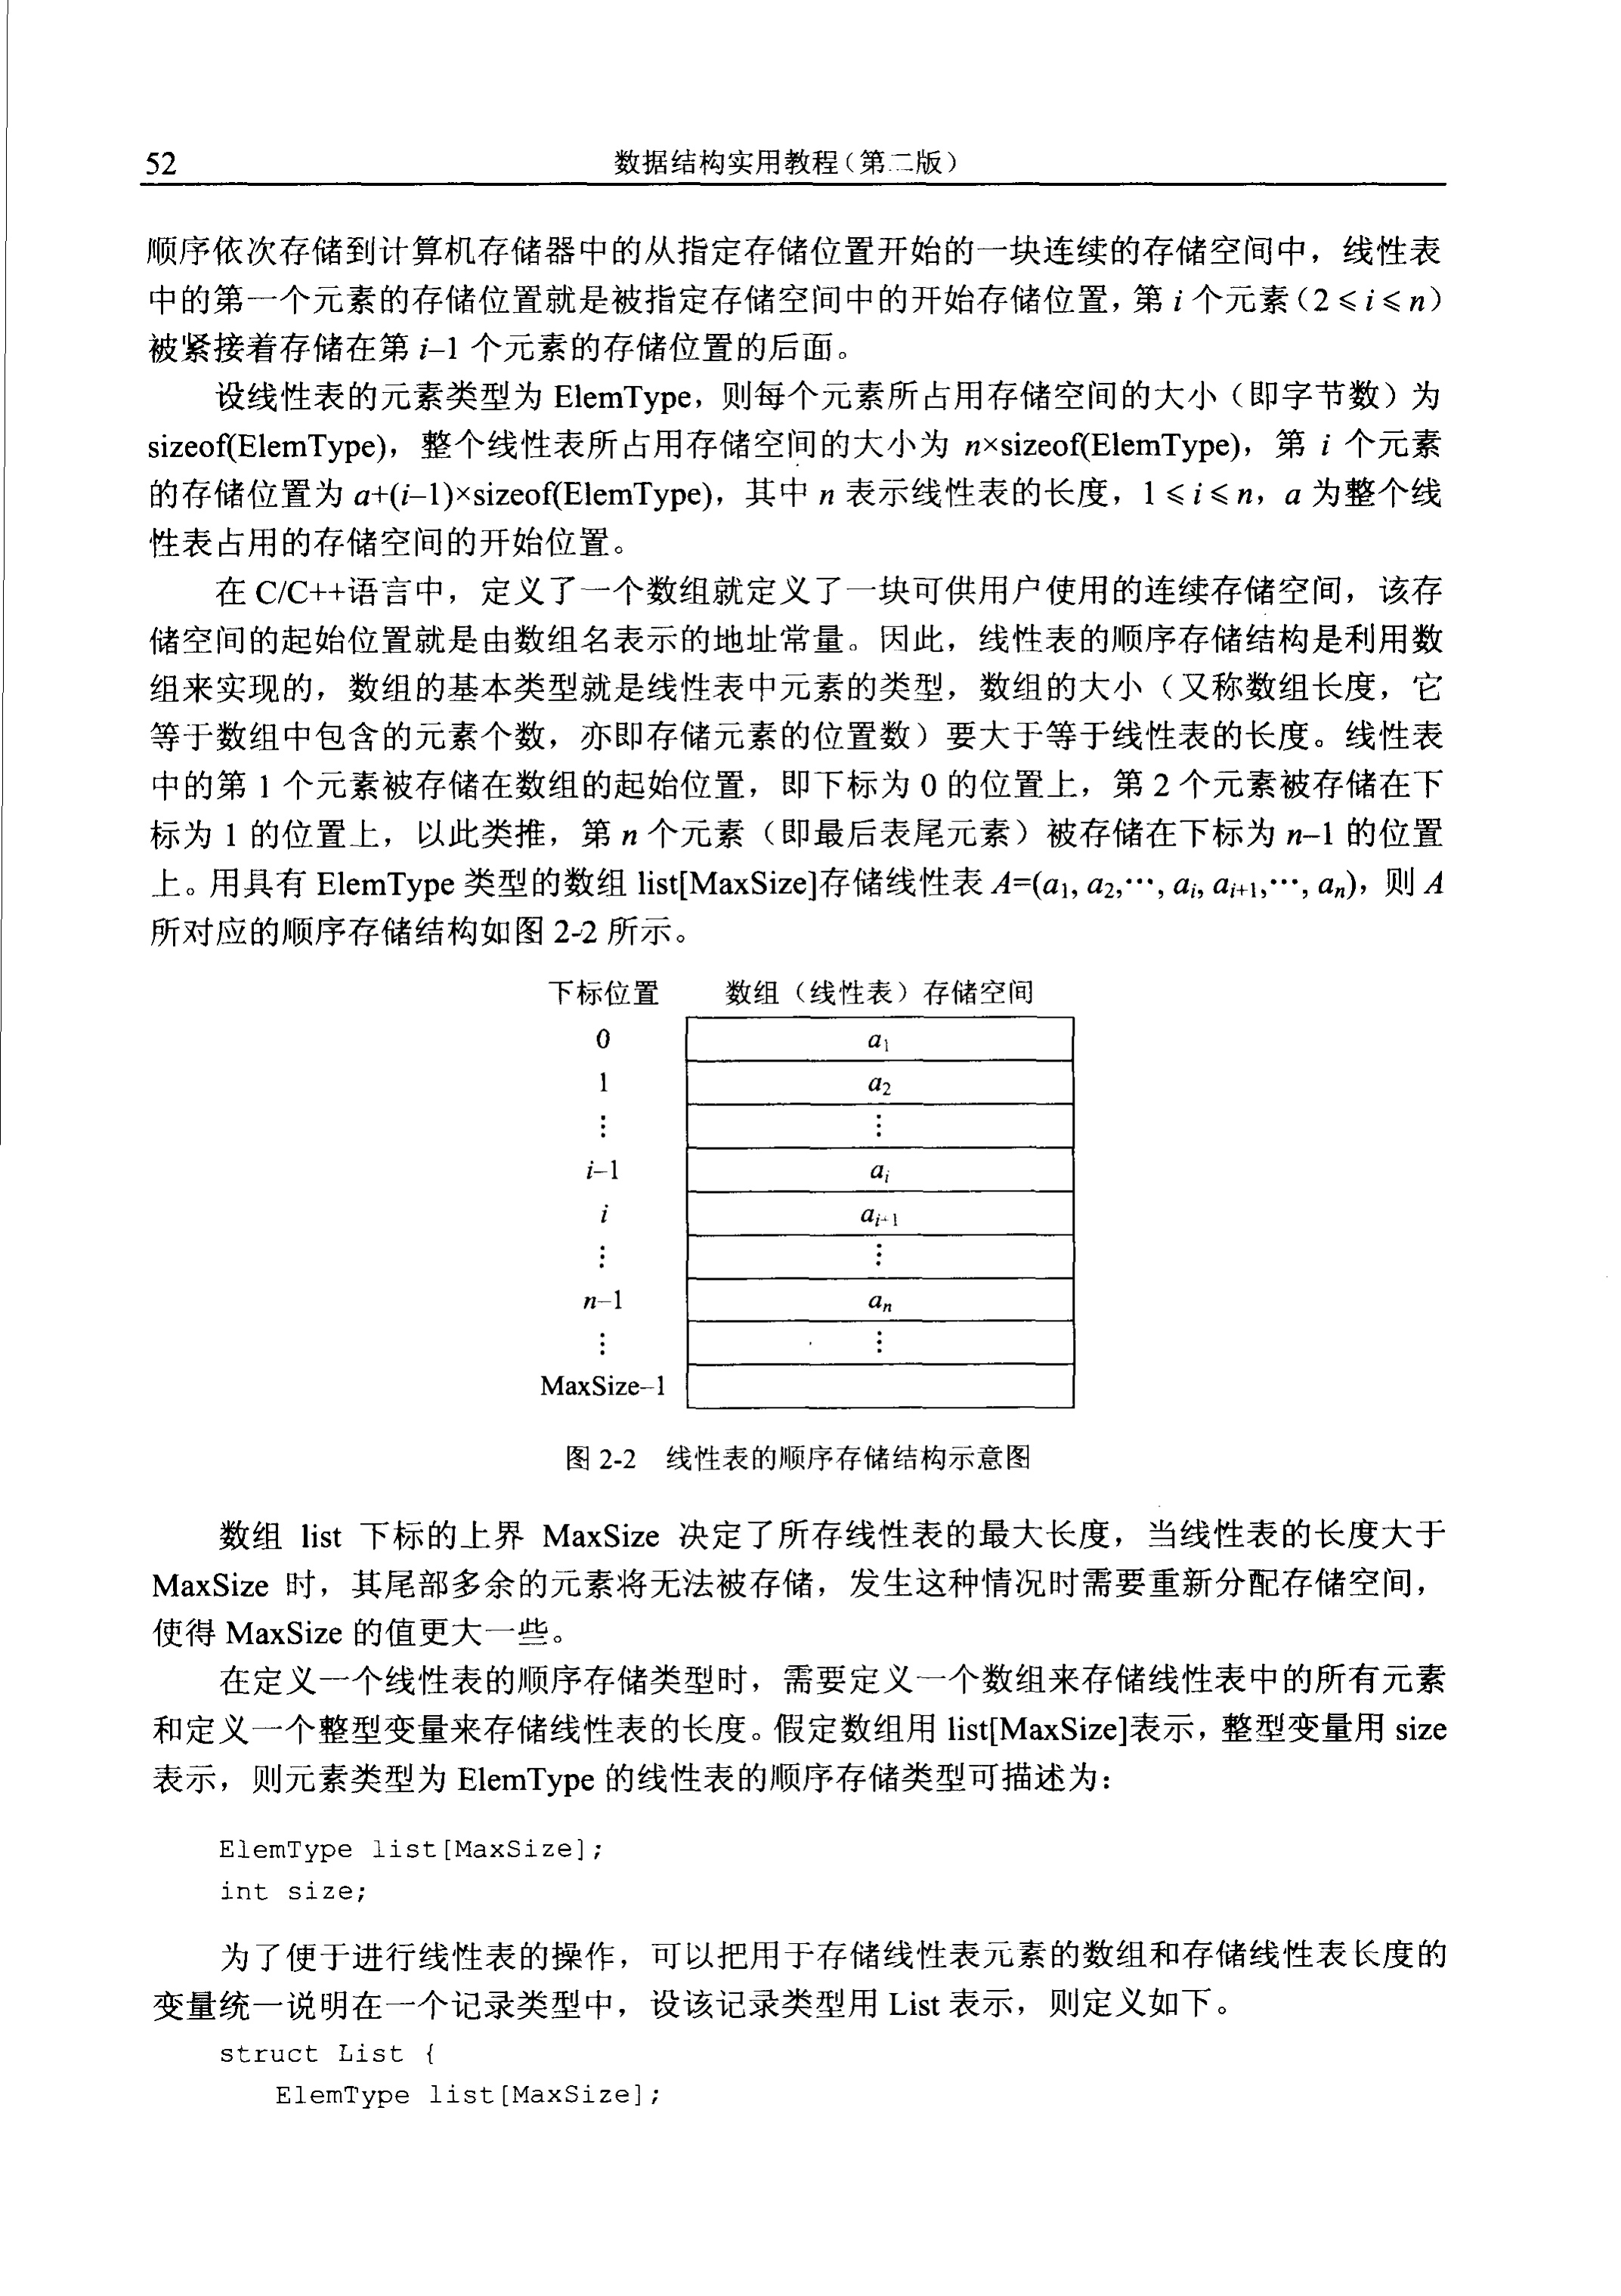 52
数据结构实用教程（第二版）
顺序依次存储到计算机存储器中的从指定存储位置开始的一块连续的存储空间中，线性表
中的第一个元素的存储位置就是被指定存储空间中的开始存储位置，第 i 个元素（2≤i≤n）
被紧接着存储在第 i–1 个元素的存储位置的后面。
设线性表的元素类型为 ElemType，则每个元素所占用存储空间的大小（即字节数）为
sizeof(ElemType)，整个线性表所占用存储空间的大小为 n×sizeof(ElemType)，第 i 个元素
的存储位置为 a+(i–1)×sizeof(ElemType)，其中 n 表示线性表的长度，1≤i≤n，a 为整个线
性表占用的存储空间的开始位置。
在 C/C++语言中，定义了一个数组就定义了一块可供用户使用的连续存储空间，该存
储空间的起始位置就是由数组名表示的地址常量。因此，线性表的顺序存储结构是利用数
组来实现的，数组的基本类型就是线性表中元素的类型，数组的大小（又称数组长度，它
等于数组中包含的元素个数，亦即存储元素的位置数）要大于等于线性表的长度。线性表
中的第 1 个元素被存储在数组的起始位置，即下标为 0 的位置上，第 2 个元素被存储在下
标为 1 的位置上，以此类推，第 n 个元素（即最后表尾元素）被存储在下标为 n–1 的位置
上。用具有 ElemType 类型的数组 list[MaxSize]存储线性表 A=(a₁, a₂,…, aᵢ, aᵢ₊₁,…, aₙ)，则 A
所对应的顺序存储结构如图 2-2 所示。
下标位置 数组（线性表）存储空间
0 a₁
1 a₂
⋮ ⋮
i–1 aᵢ
i aᵢ₊₁
⋮ ⋮
n–1 aₙ
⋮ ⋮
MaxSize–1
图 2-2 线性表的顺序存储结构示意图
数组 list 下标的上界 MaxSize 决定了所存线性表的最大长度，当线性表的长度大于
MaxSize 时，其尾部多余的元素将无法被存储，发生这种情况时需要重新分配存储空间，
使得 MaxSize 的值更大一些。
在定义一个线性表的顺序存储类型时，需要定义一个数组来存储线性表中的所有元素
和定义一个整型变量来存储线性表的长度。假定数组用 list[MaxSize]表示，整型变量用 size
表示，则元素类型为 ElemType 的线性表的顺序存储类型可描述为：
ElemType list[MaxSize];
int size;
为了便于进行线性表的操作，可以把用于存储线性表元素的数组和存储线性表长度的
变量统一说明在一个记录类型中，设该记录类型用 List 表示，则定义如下。
struct List {
ElemType list[MaxSize];